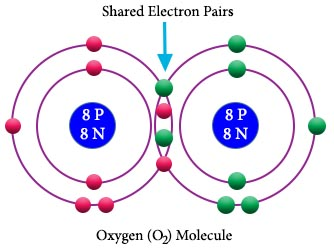 Shared Electron Pairs
8 P
8 N
8 P
8 N
Oxygen (O₂) Molecule